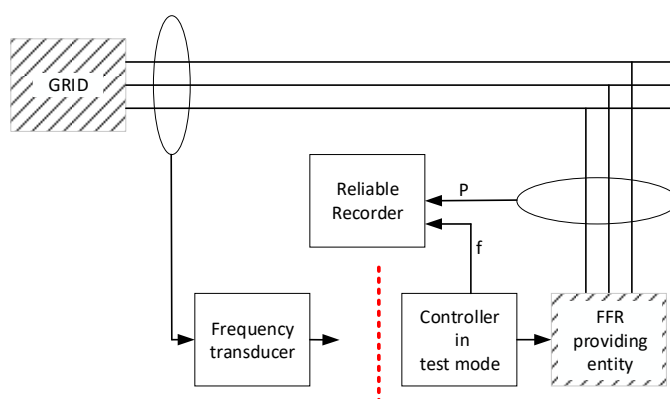 GRID
Reliable
Recorder
P
f
Frequency
transducer
Controller
in
test mode
FFR
providing
entity